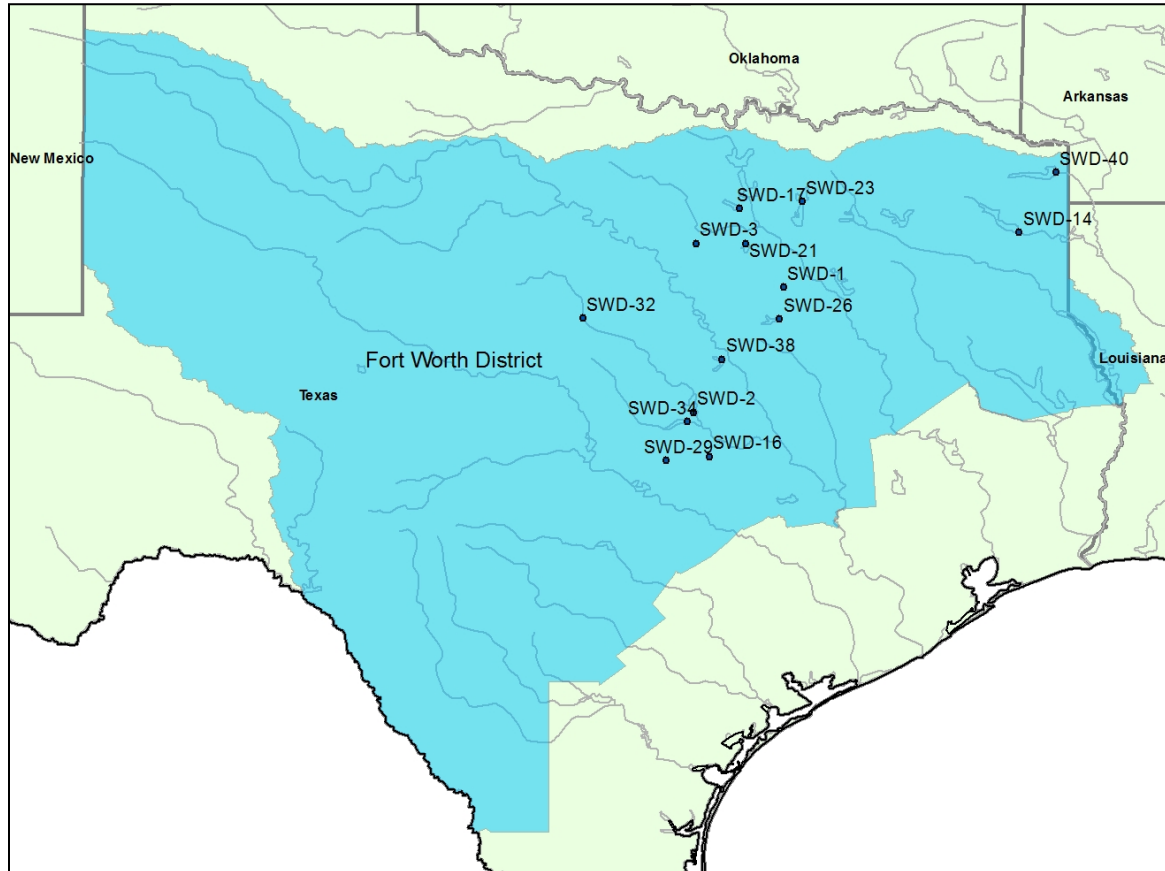 Oklahoma
Arkansas
New Mexico
SWD-40
SWD-17
SWD-23
SWD-14
SWD-3
SWD-21
SWD-1
SWD-32
SWD-26
Fort Worth District
SWD-38
Louisiana
Texas
SWD-2
SWD-34
SWD-29
SWD-16